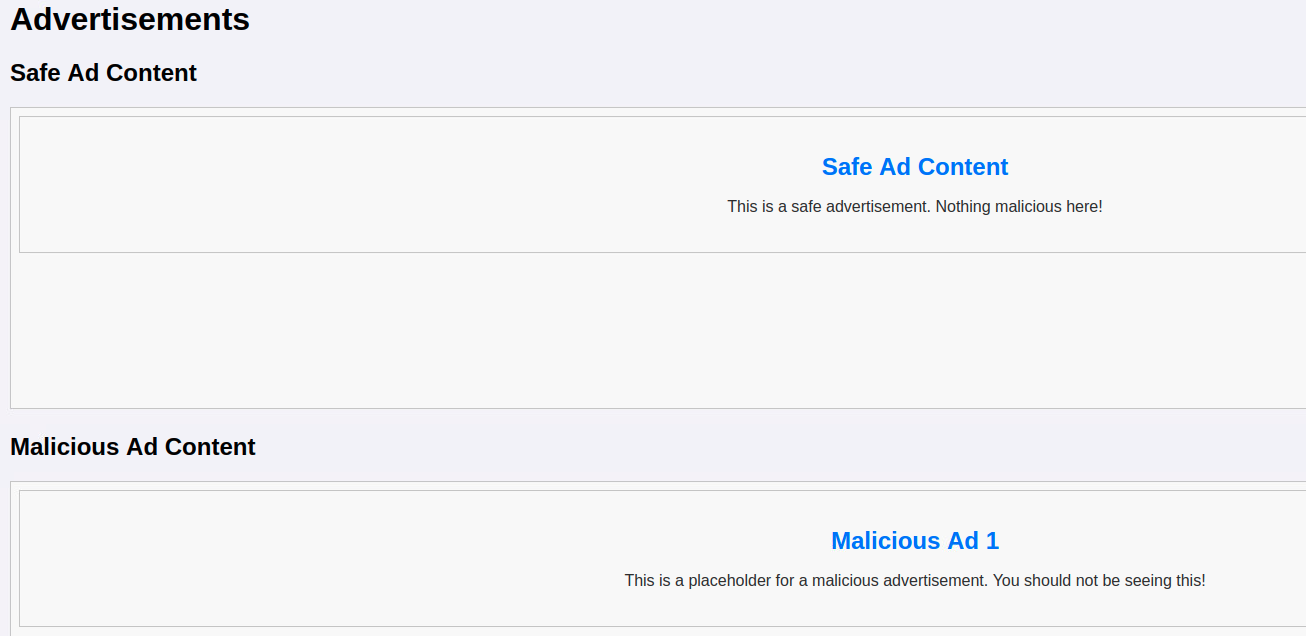 Advertisements
Safe Ad Content
Safe Ad Content
This is a safe advertisement. Nothing malicious here!
Malicious Ad Content
Malicious Ad 1
This is a placeholder for a malicious advertisement. You should not be seeing this!